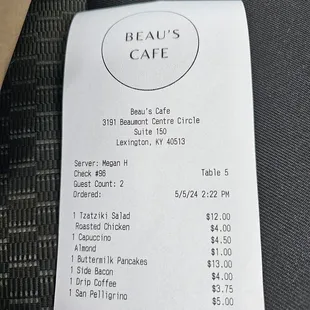 BEAU'S
CAFE
Beau's Cafe
3191 Beaumont Centre Circle
Suite 150
Lexington, KY 40513
Server: Megan H
Check #96 Table 5
Guest Count: 2
Ordered: 5/5/24 2:22 PM
1 Tzatziki Salad $12.00
Roasted Chicken $4.00
1 Capuccino $4.50
Almond $1.00
1 Buttermilk Pancakes $13.00
1 Side Bacon $4.00
1 Drip Coffee $3.75
1 San Pelligrino $5.00